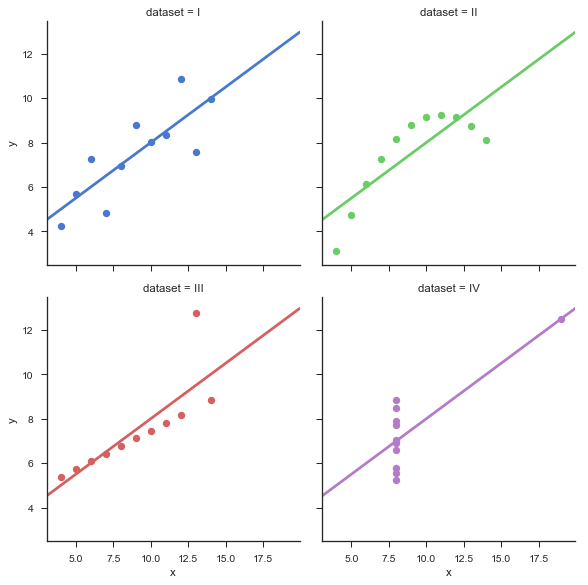 dataset = I
dataset = II
12
10
8
6
4
y
dataset = III
dataset = IV
12
10
8
6
4
y
5.0 7.5 10.0 12.5 15.0 17.5
5.0 7.5 10.0 12.5 15.0 17.5
x
x